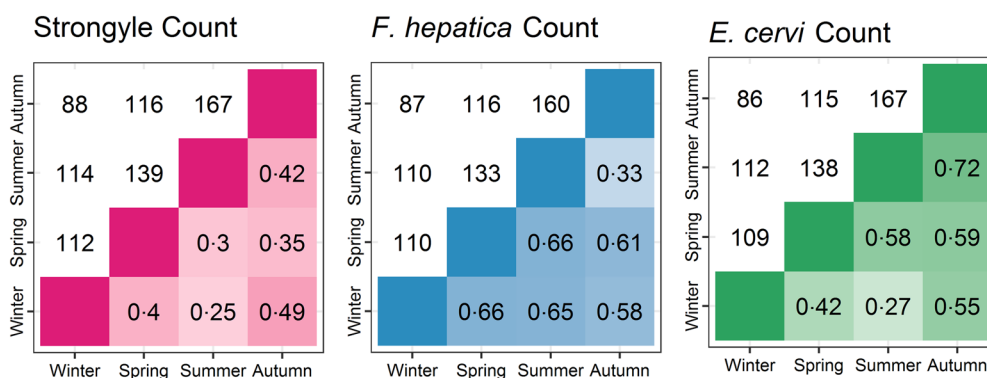 Strongyle Count
Autumn 88 116 167
Summer 114 139 0·42
Spring 112 0·3 0·35
Winter 0·4 0·25 0·49
Winter Spring Summer Autumn
F. hepatica Count
87 116 160
110 133 0·33
110 0·66 0·61
0·66 0·65 0·58
Winter Spring Summer Autumn
E. cervi Count
Autumn 86 115 167
Summer 112 138 0·72
Spring 109 0·58 0·59
Winter 0·42 0·27 0·55
Winter Spring Summer Autumn